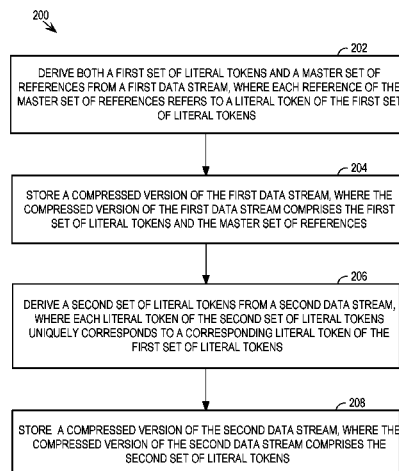 200
202
DERIVE BOTH A FIRST SET OF LITERAL TOKENS AND A MASTER SET OF
REFERENCES FROM A FIRST DATA STREAM, WHERE EACH REFERENCE OF THE
MASTER SET OF REFERENCES REFERS TO A LITERAL TOKEN OF THE FIRST SET
OF LITERAL TOKENS
204
STORE A COMPRESSED VERSION OF THE FIRST DATA STREAM, WHERE THE
COMPRESSED VERSION OF THE FIRST DATA STREAM COMPRISES THE FIRST
SET OF LITERAL TOKENS AND THE MASTER SET OF REFERENCES
206
DERIVE A SECOND SET OF LITERAL TOKENS FROM A SECOND DATA STREAM,
WHERE EACH LITERAL TOKEN OF THE SECOND SET OF LITERAL TOKENS
UNIQUELY CORRESPONDS TO A CORRESPONDING LITERAL TOKEN OF THE
FIRST SET OF LITERAL TOKENS
208
STORE A COMPRESSED VERSION OF THE SECOND DATA STREAM, WHERE THE
COMPRESSED VERSION OF THE SECOND DATA STREAM COMPRISES THE
SECOND SET OF LITERAL TOKENS